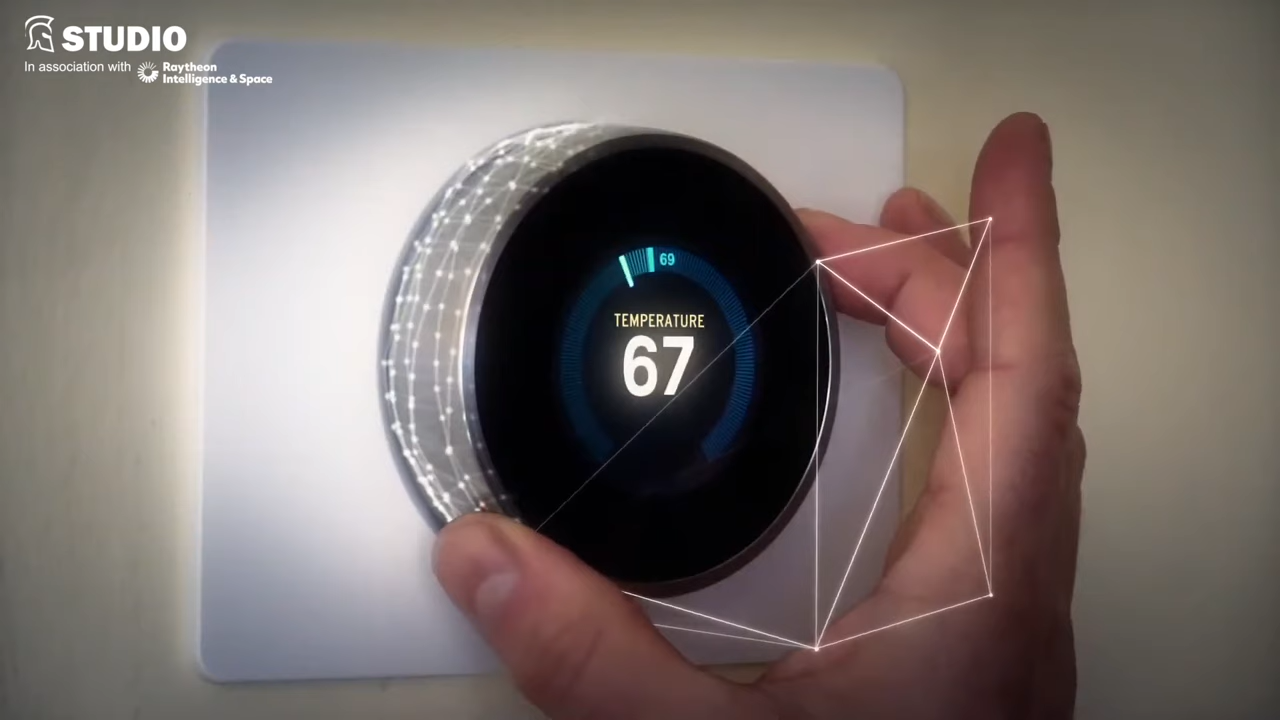 STUDIO
In association with Raytheon
Intelligence & Space
69
TEMPERATURE
67